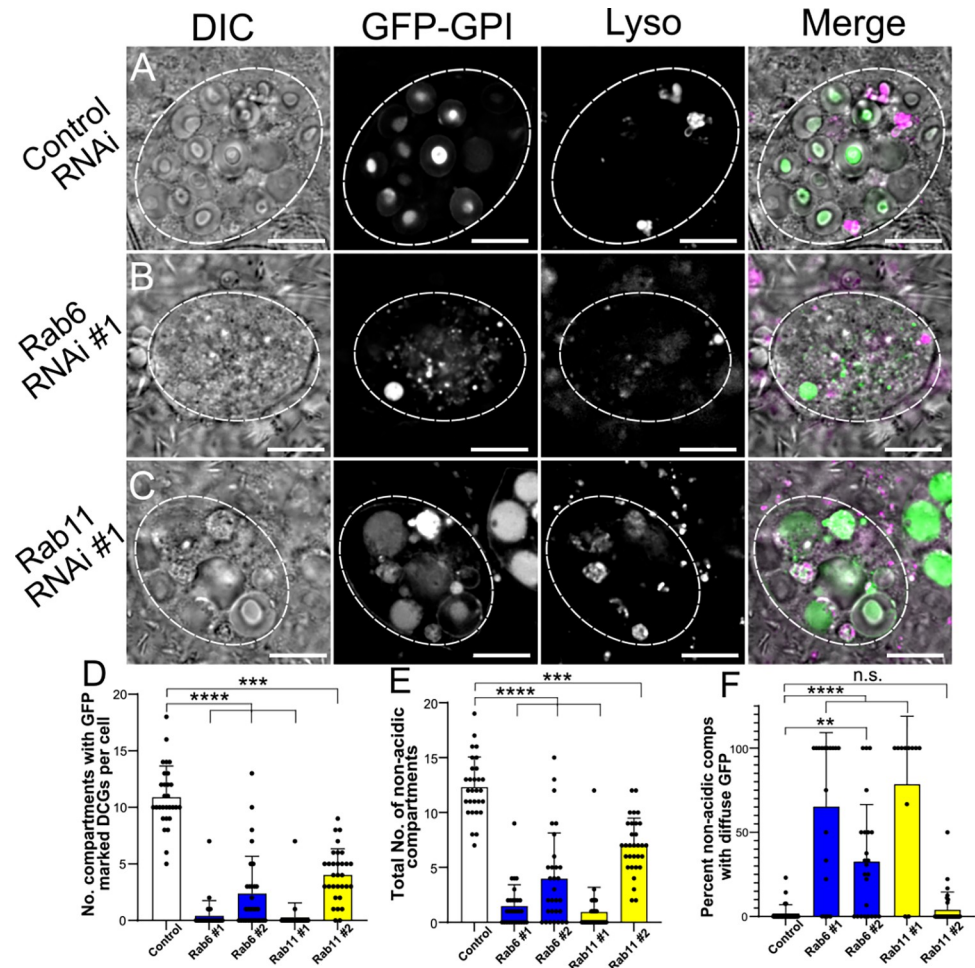 DIC GFP-GPI Lyso Merge
A
Control
RNAi
B
Rab6
RNAi #1
C
Rab11
RNAi #1
D
***
****
No. compartments with GFP
marked DCGs per cell
20
15
10
5
0
Control Rab6 #1 Rab6 #2 Rab11 #1 Rab11 #2
E
***
****
Total No. of non-acidic
compartments
20
15
10
5
0
Control Rab6 #1 Rab6 #2 Rab11 #1 Rab11 #2
F
n.s.
****
**
Percent non-acidic comps
with diffuse GFP
100
50
0
Control Rab6 #1 Rab6 #2 Rab11 #1 Rab11 #2